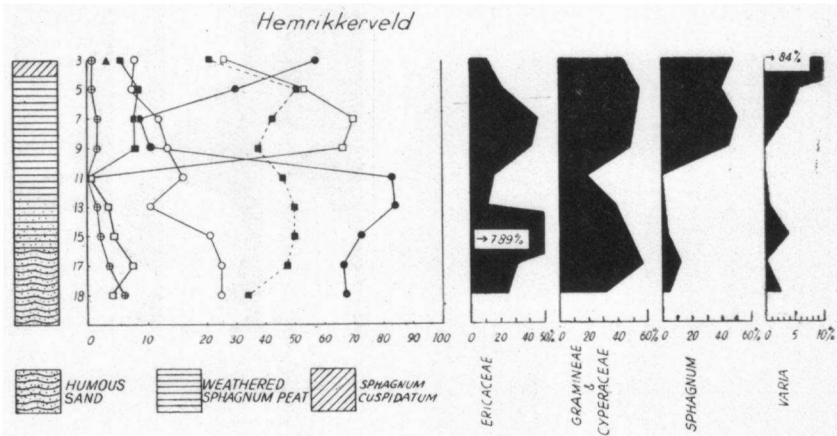 Hemrikkerveld
3
5
7
9
11
13
15
17
18
0 10 20 30 40 50 60 70 80 90 100
→ 789%
→ 84%
0 20 40 50%
0 20 40 60%
0 20 40 60%
0 5 10%
HUMOUS SAND
WEATHERED SPHAGNUM PEAT
SPHAGNUM CUSPIDATUM
ERICACEAE
GRAMINEAE & CYPERACEAE
SPHAGNUM
VARIA